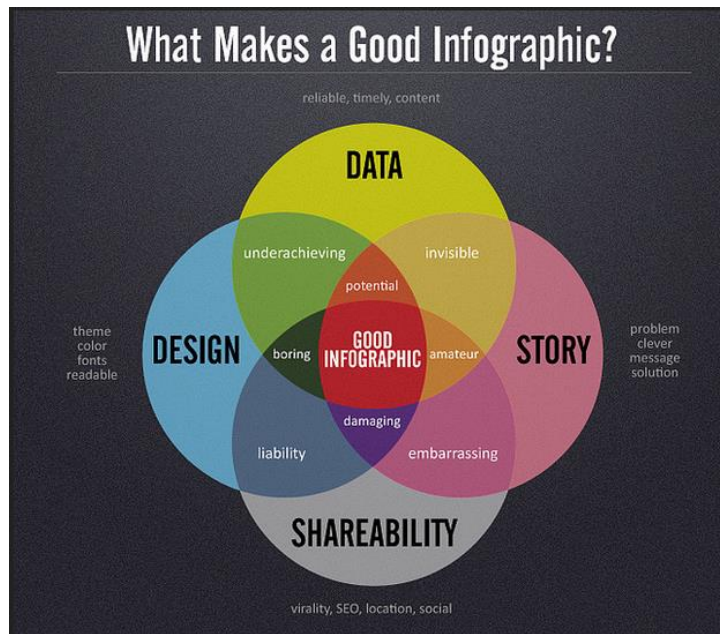 What Makes a Good Infographic?
reliable, timely, content
DATA
underachieving
invisible
potential
theme
color
fonts
readable
DESIGN
boring
GOOD
INFOGRAPHIC
amateur
STORY
problem
clever
message
solution
damaging
liability
embarrassing
SHAREABILITY
virality, SEO, location, social